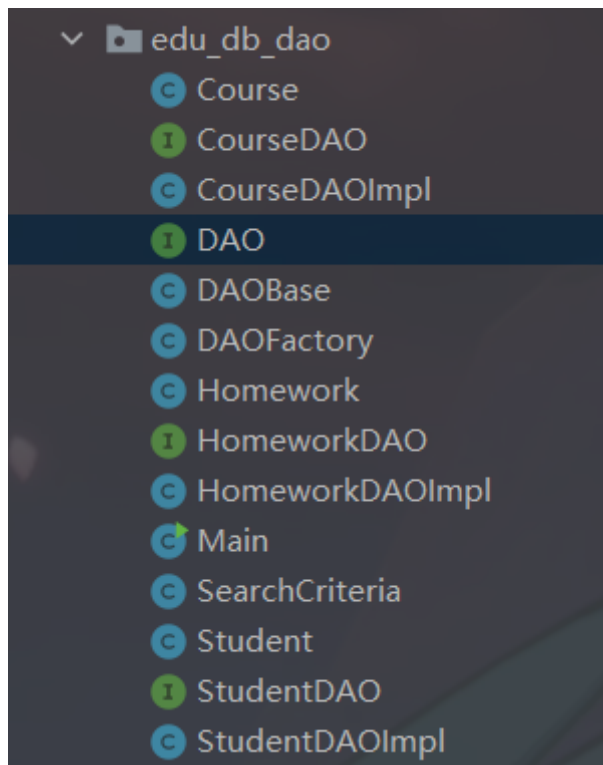 edu_db_dao
C Course
I CourseDAO
C CourseDAOImpl
I DAO
C DAOBase
C DAOFactory
C Homework
I HomeworkDAO
C HomeworkDAOImpl
C Main
C SearchCriteria
C Student
I StudentDAO
C StudentDAOImpl